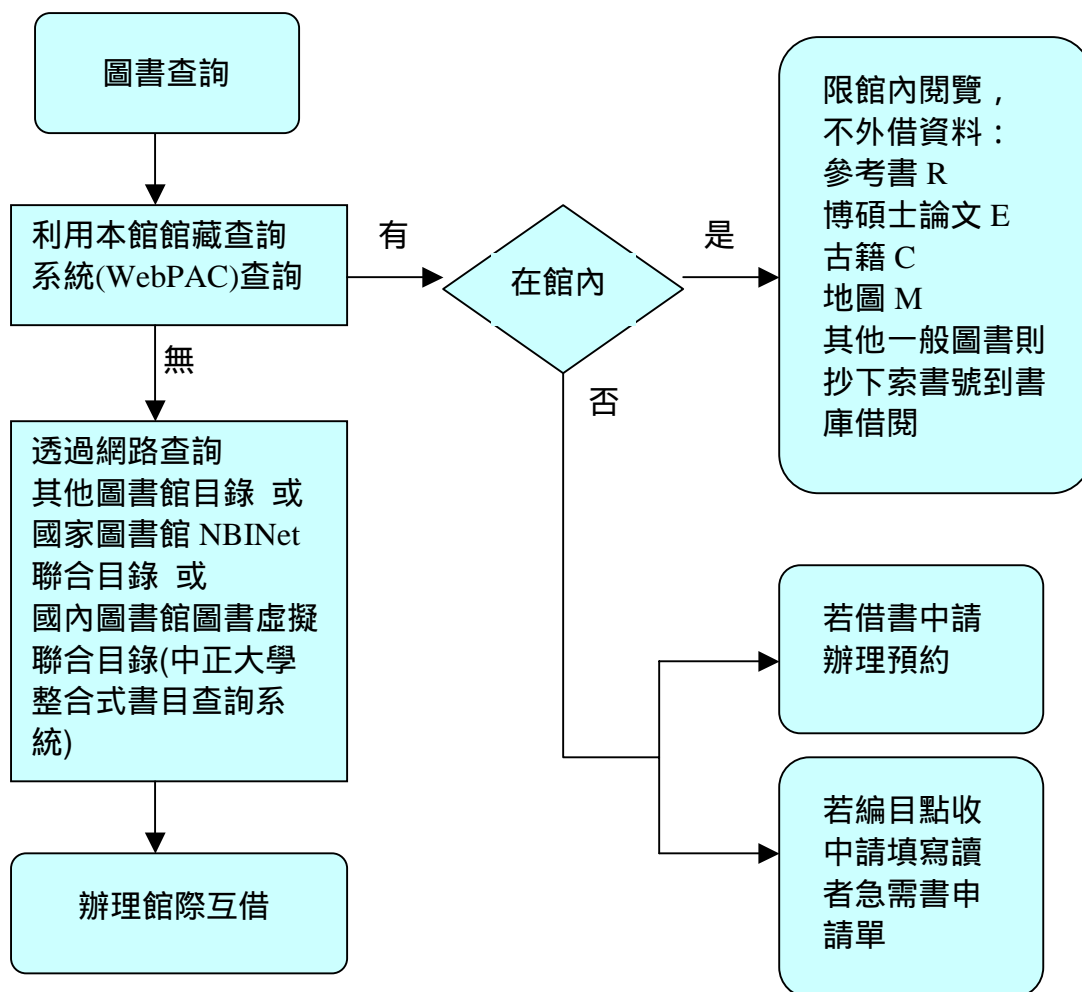 圖書查詢
利用本館館藏查詢
系統(WebPAC)查詢
有
在館內
是
限館內閱覽，
不外借資料：
參考書 R
博碩士論文 E
古籍 C
地圖 M
其他一般圖書則
抄下索書號到書
庫借閱
無
否
透過網路查詢
其他圖書館目錄 或
國家圖書館 NBINet
聯合目錄 或
國內圖書館圖書虛擬
聯合目錄(中正大學
整合式書目查詢系
統)
若借書中請
辦理預約
若編目點收
中請填寫讀
者急需書申
請單
辦理館際互借